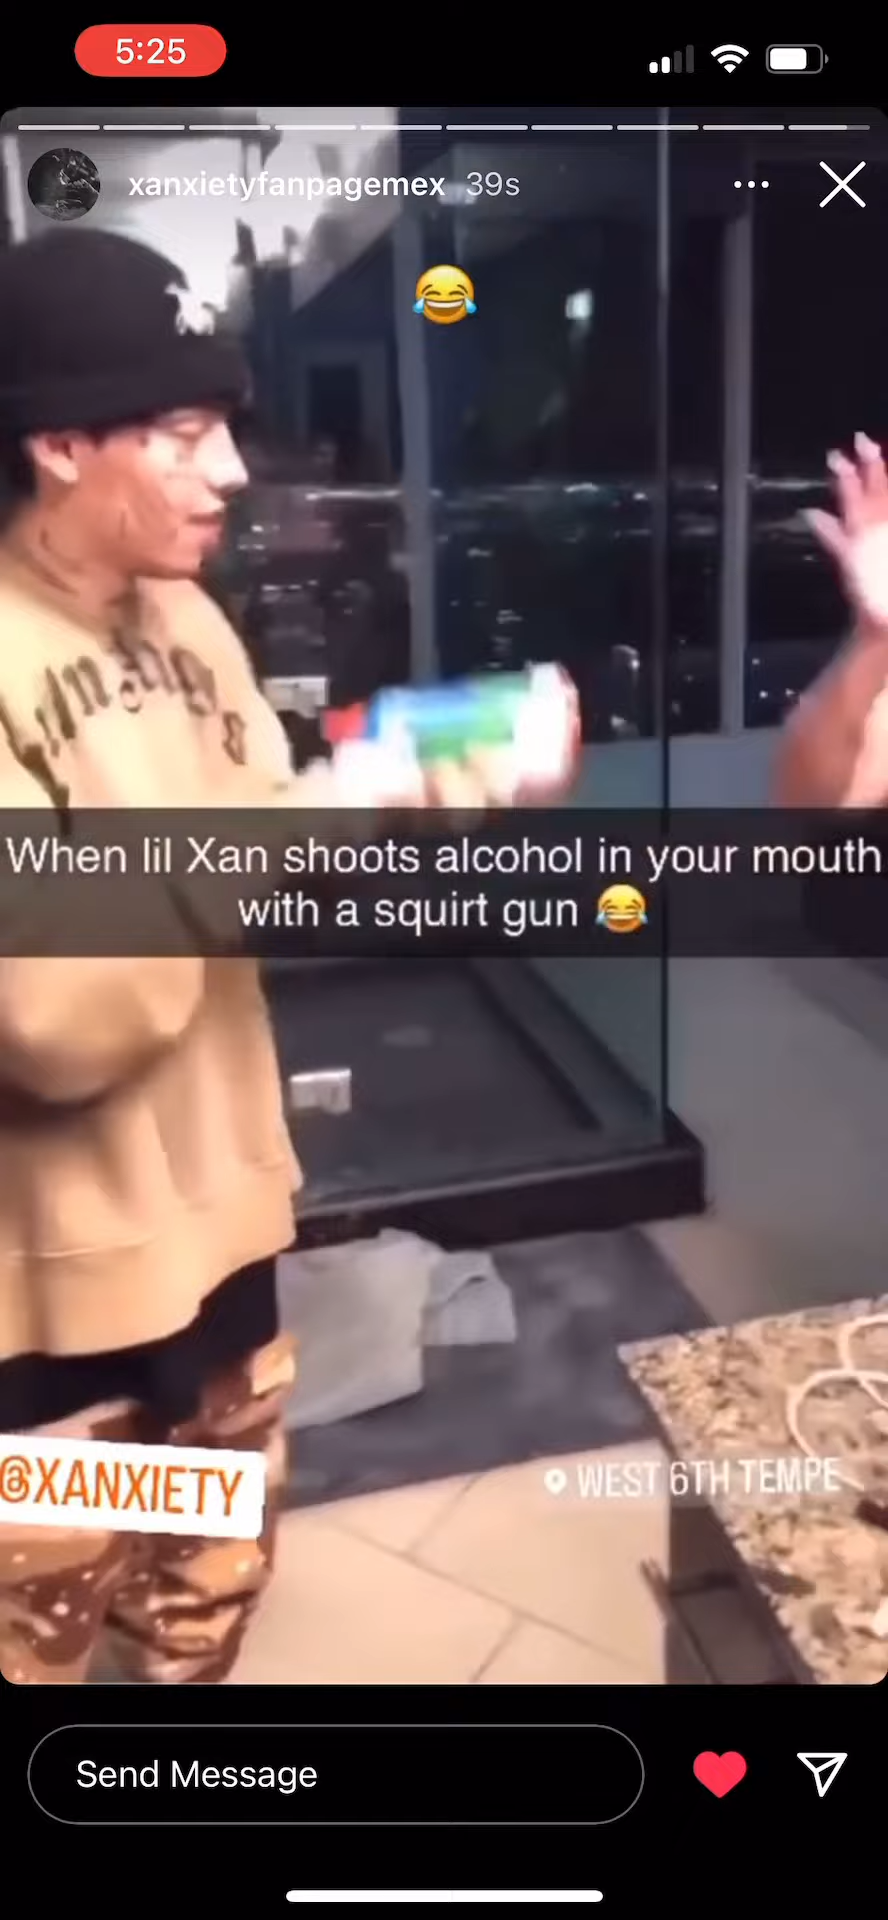 5:25
xanxietyfanpagemex 39s
😂
When lil Xan shoots alcohol in your mouth
with a squirt gun 😂
@XANXIETY
WEST 6TH TEMPE
Send Message